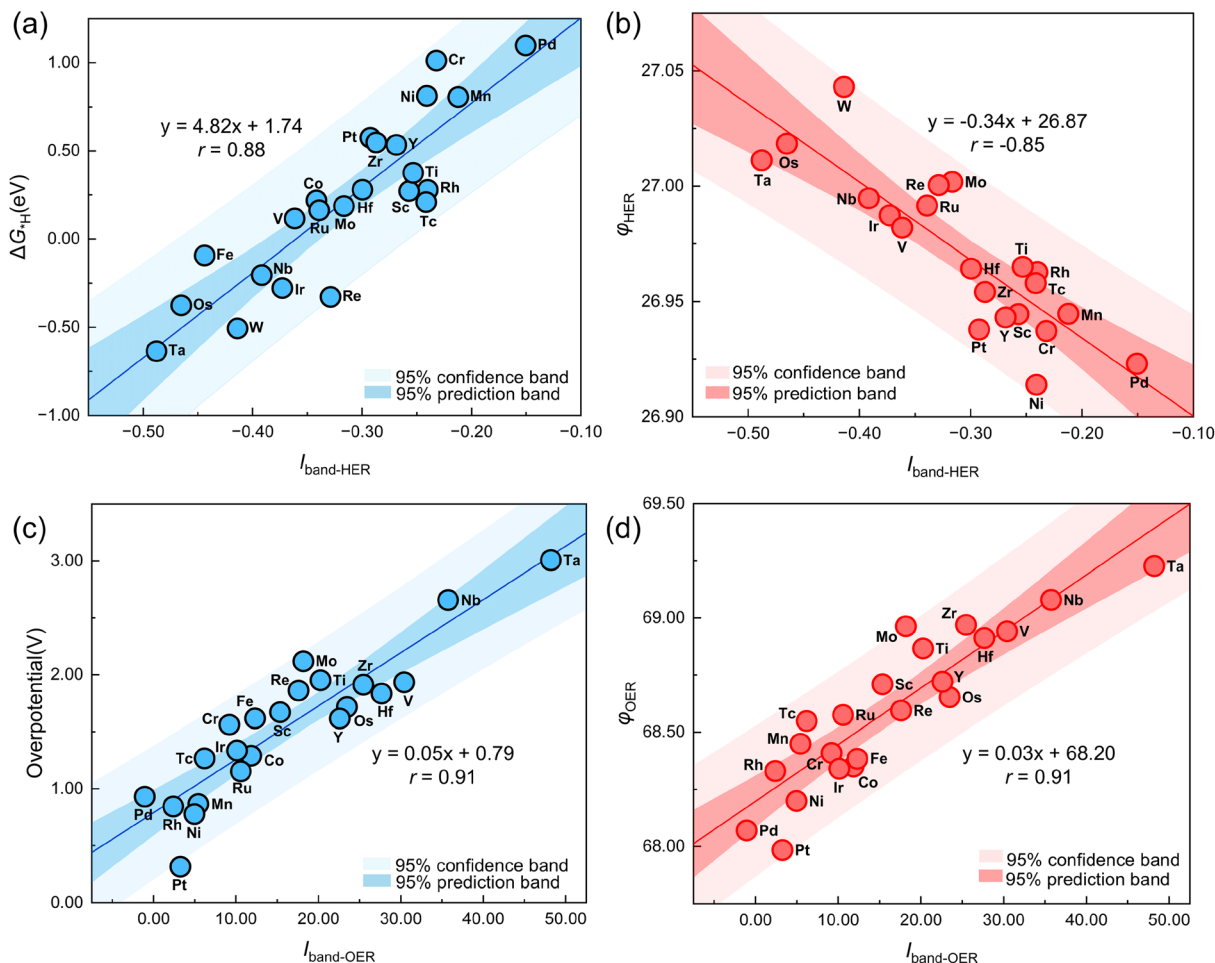 (a)
1.00
0.50
0.00
−0.50
−1.00
ΔG*H(eV)
y = 4.82x + 1.74
r = 0.88
Pd
Cr
Ni
Mn
Pt
Zr
Y
Ti
Co
Rh
Hf
Sc
V
Ru
Mo
Tc
Fe
Nb
Ir
Re
Os
W
Ta
95% confidence band
95% prediction band
−0.50
−0.40
−0.30
−0.20
−0.10
Iband-HER
(b)
27.05
27.00
26.95
26.90
φHER
y = -0.34x + 26.87
r = -0.85
W
Os
Ta
Re
Mo
Nb
Ru
Ir
V
Ti
Hf
Rh
Zr
Tc
Mn
Y
Sc
Pt
Cr
Pd
Ni
95% confidence band
95% prediction band
−0.50
−0.40
−0.30
−0.20
−0.10
Iband-HER
(c)
3.00
2.00
1.00
0.00
Overpotential(V)
Ta
Nb
Mo
Zr
Re
Ti
Fe
V
Cr
Sc
Hf
Os
Ir
Y
Tc
Co
Ru
Pd
Mn
Rh
Ni
Pt
y = 0.05x + 0.79
r = 0.91
95% confidence band
95% prediction band
0.00
10.00
20.00
30.00
40.00
50.00
Iband-OER
(d)
69.50
69.00
68.50
68.00
φOER
Ta
Nb
Zr
Mo
V
Ti
Hf
Sc
Y
Os
Tc
Ru
Re
Mn
Rh
Cr
Fe
Ir
Co
Ni
Pd
Pt
y = 0.03x + 68.20
r = 0.91
95% confidence band
95% prediction band
0.00
10.00
20.00
30.00
40.00
50.00
Iband-OER